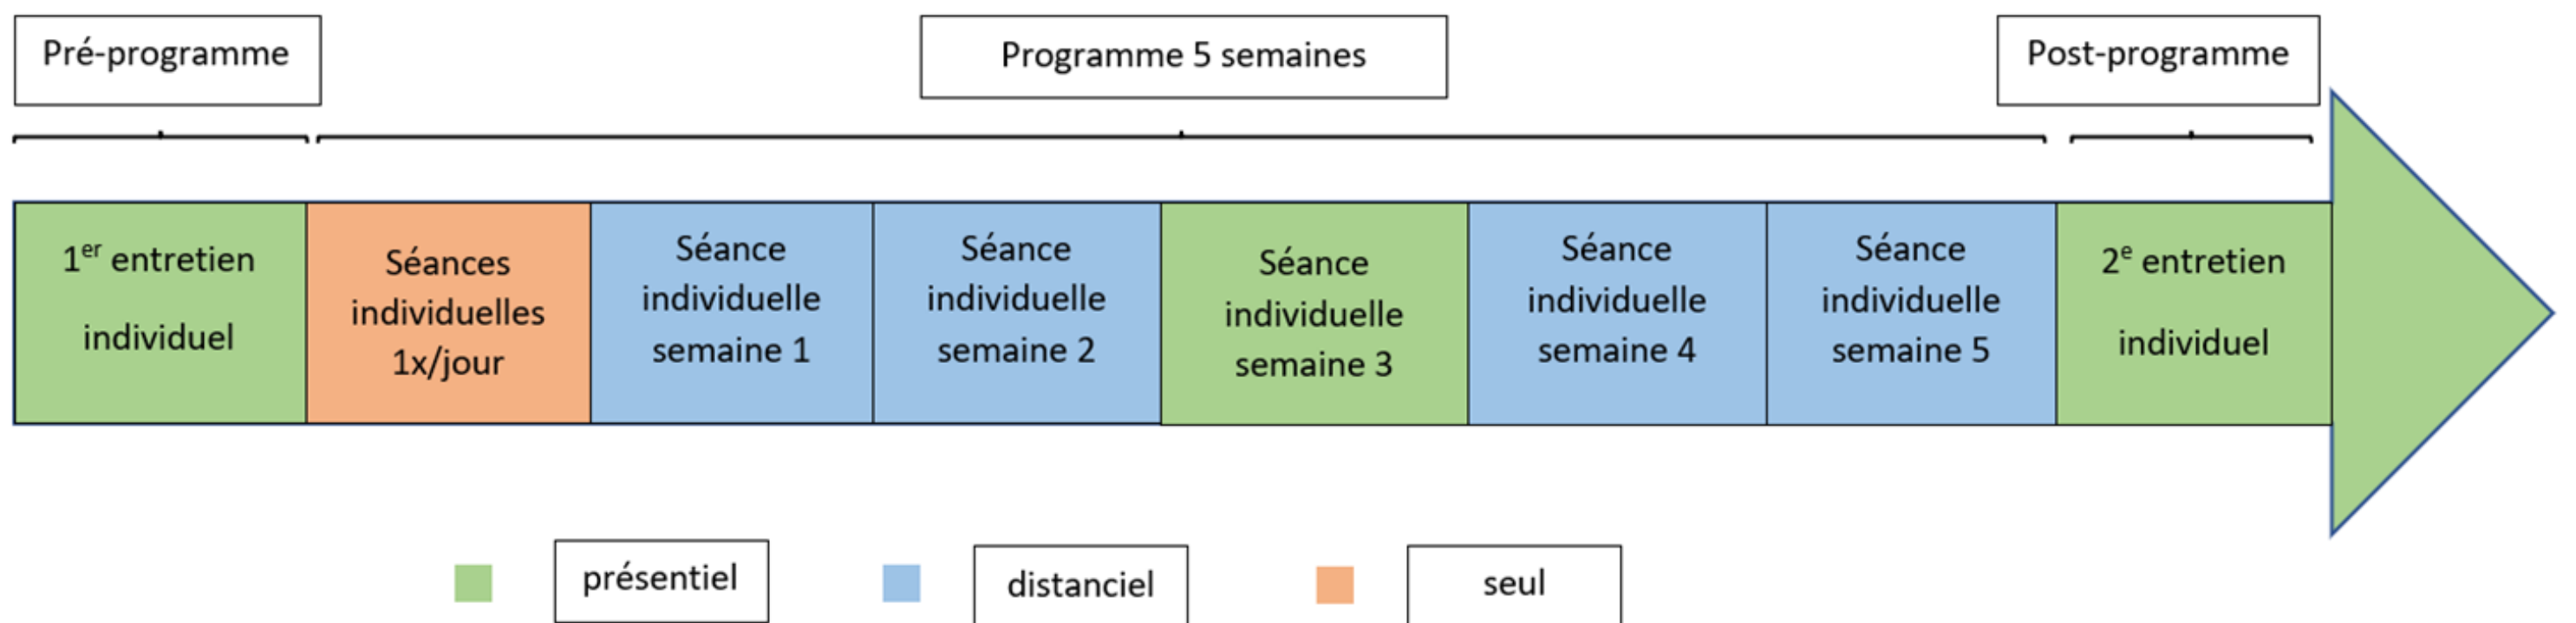 Pré-programme
Programme 5 semaines
Post-programme
1er entretien
individuel
Séances
individuelles
1x/jour
Séance
individuelle
semaine 1
Séance
individuelle
semaine 2
Séance
individuelle
semaine 3
Séance
individuelle
semaine 4
Séance
individuelle
semaine 5
2e entretien
individuel
présentiel
distanciel
seul